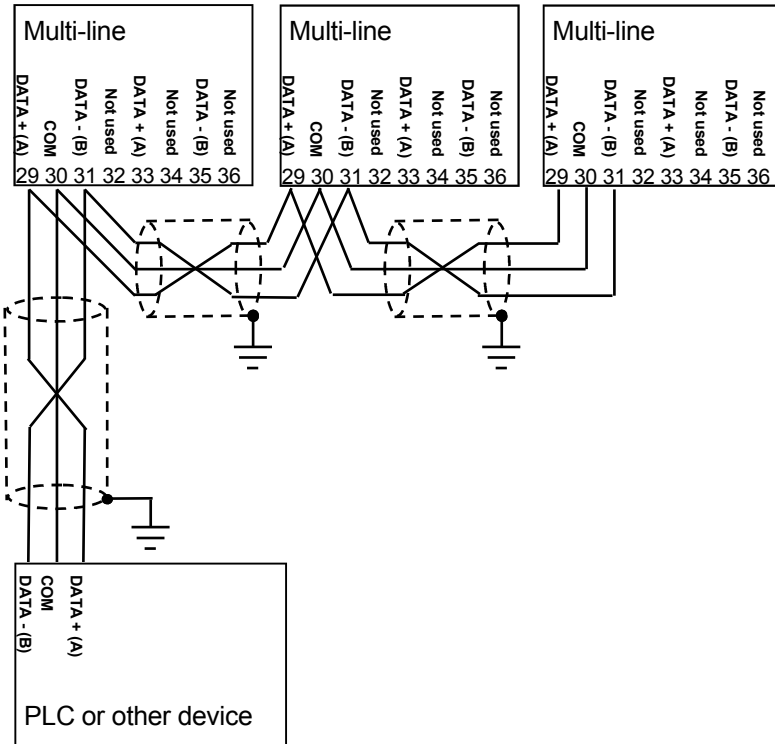 Multi-line
DATA + (A)
COM
DATA - (B)
Not used
DATA + (A)
Not used
DATA - (B)
Not used
29 30 31 32 33 34 35 36
Multi-line
DATA + (A)
COM
DATA - (B)
Not used
DATA + (A)
Not used
DATA - (B)
Not used
29 30 31 32 33 34 35 36
Multi-line
DATA + (A)
COM
DATA - (B)
Not used
DATA + (A)
Not used
DATA - (B)
Not used
29 30 31 32 33 34 35 36
DATA - (B)
COM
DATA + (A)
PLC or other device